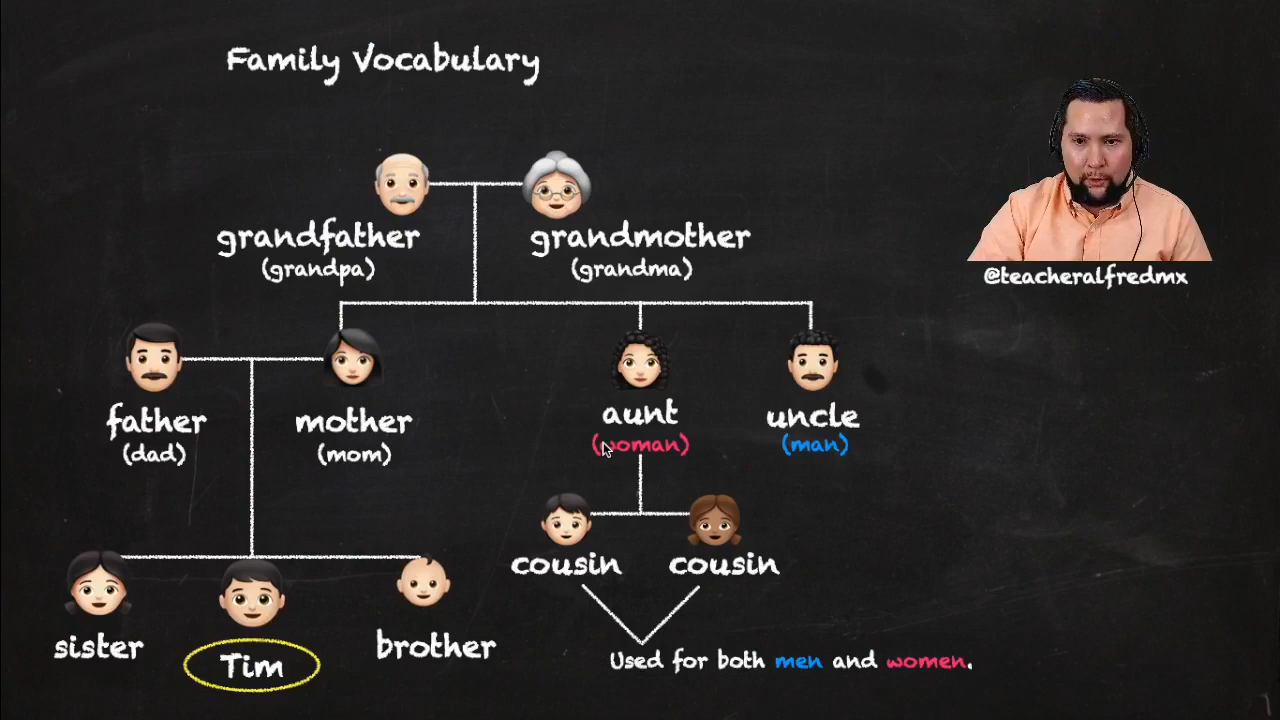 Family Vocabulary
@teacheralfredmx
grandfather
(grandpa)
grandmother
(grandma)
father
(dad)
mother
(mom)
aunt
(woman)
uncle
(man)
cousin
cousin
sister
Tim
brother
Used for both men and women.